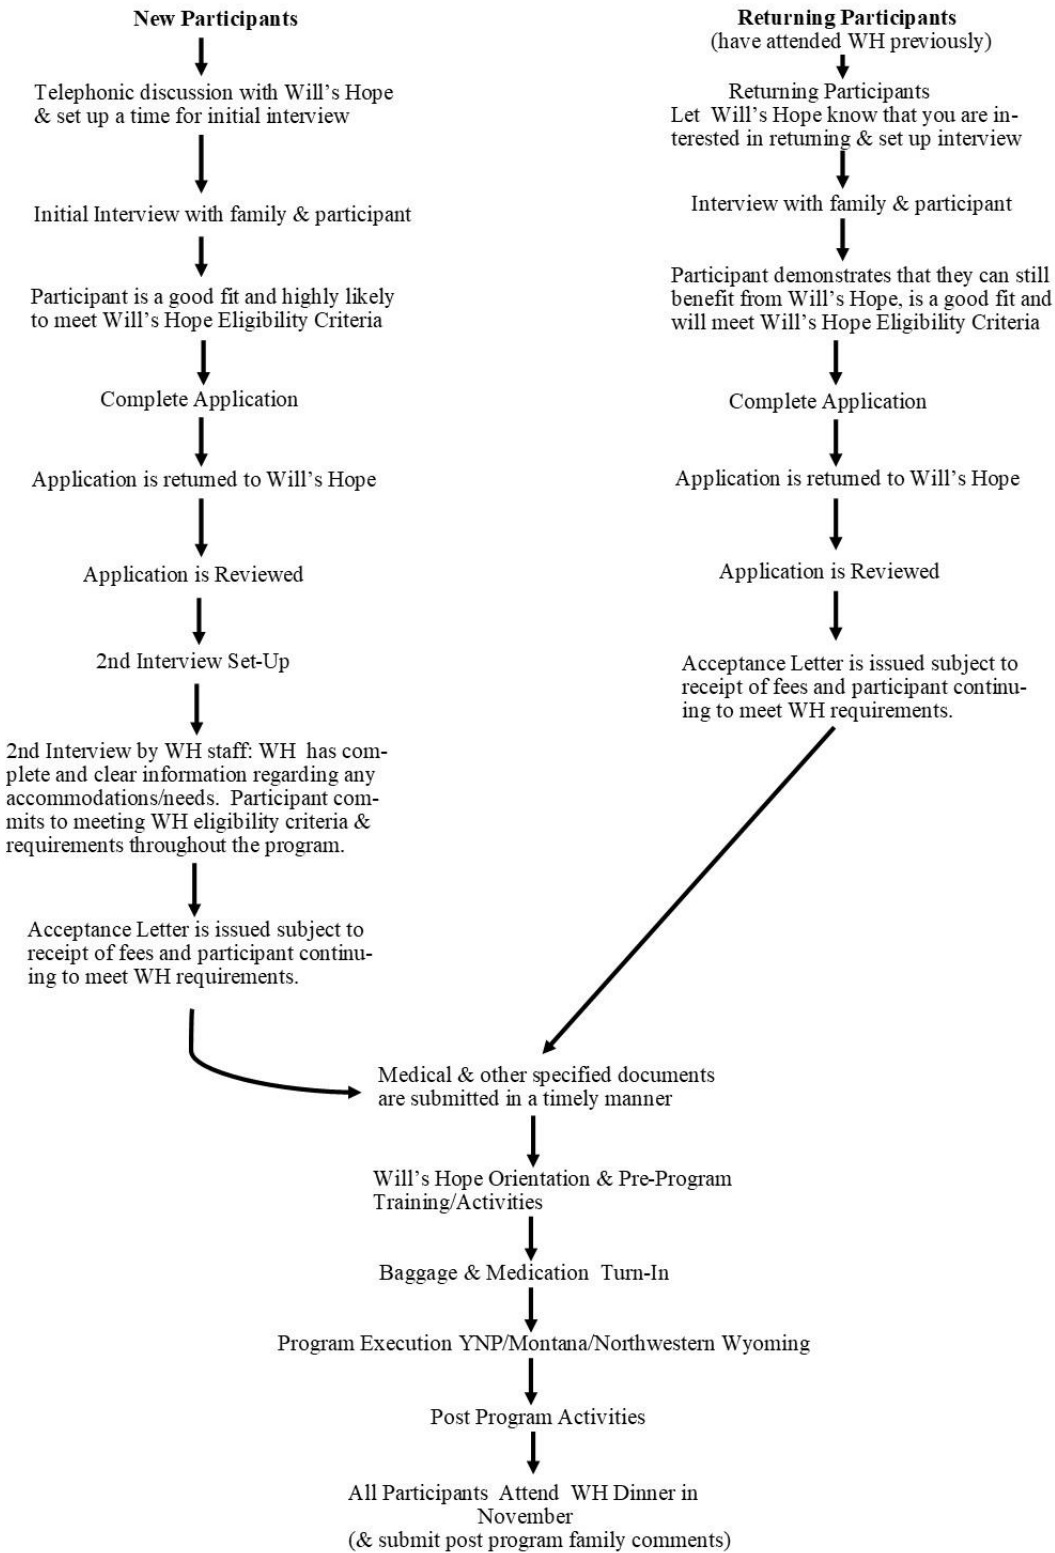 New Participants
Telephonic discussion with Will's Hope
& set up a time for initial interview
Initial Interview with family & participant
Participant is a good fit and highly likely
to meet Will's Hope Eligibility Criteria
Complete Application
Application is returned to Will's Hope
Application is Reviewed
2nd Interview Set-Up
2nd Interview by WH staff: WH has com-
plete and clear information regarding any
accommodations/needs. Participant com-
mits to meeting WH eligibility criteria &
requirements throughout the program.
Acceptance Letter is issued subject to
receipt of fees and participant continu-
ing to meet WH requirements.
Returning Participants
(have attended WH previously)
Returning Participants
Let Will's Hope know that you are in-
terested in returning & set up interview
Interview with family & participant
Participant demonstrates that they can still
benefit from Will's Hope, is a good fit and
will meet Will's Hope Eligibility Criteria
Complete Application
Application is returned to Will's Hope
Application is Reviewed
Acceptance Letter is issued subject to
receipt of fees and participant continu-
ing to meet WH requirements.
Medical & other specified documents
are submitted in a timely manner
Will's Hope Orientation & Pre-Program
Training/Activities
Baggage & Medication Turn-In
Program Execution YNP/Montana/Northwestern Wyoming
Post Program Activities
All Participants Attend WH Dinner in
November
(& submit post program family comments)